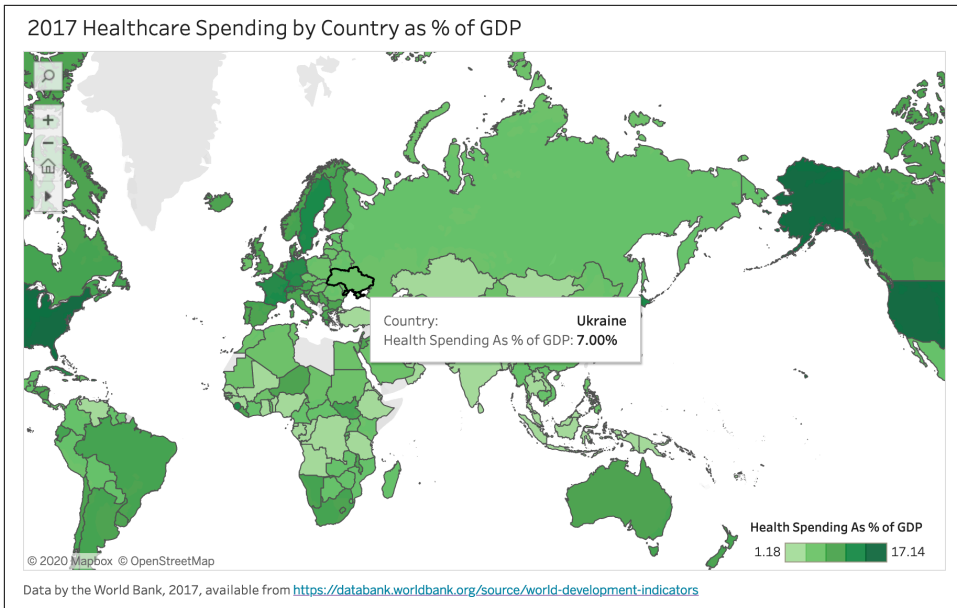 2017 Healthcare Spending by Country as % of GDP
Country: Ukraine
Health Spending As % of GDP: 7.00%
Health Spending As % of GDP
1.18 17.14
© 2020 Mapbox © OpenStreetMap
Data by the World Bank, 2017, available from https://databank.worldbank.org/source/world-development-indicators